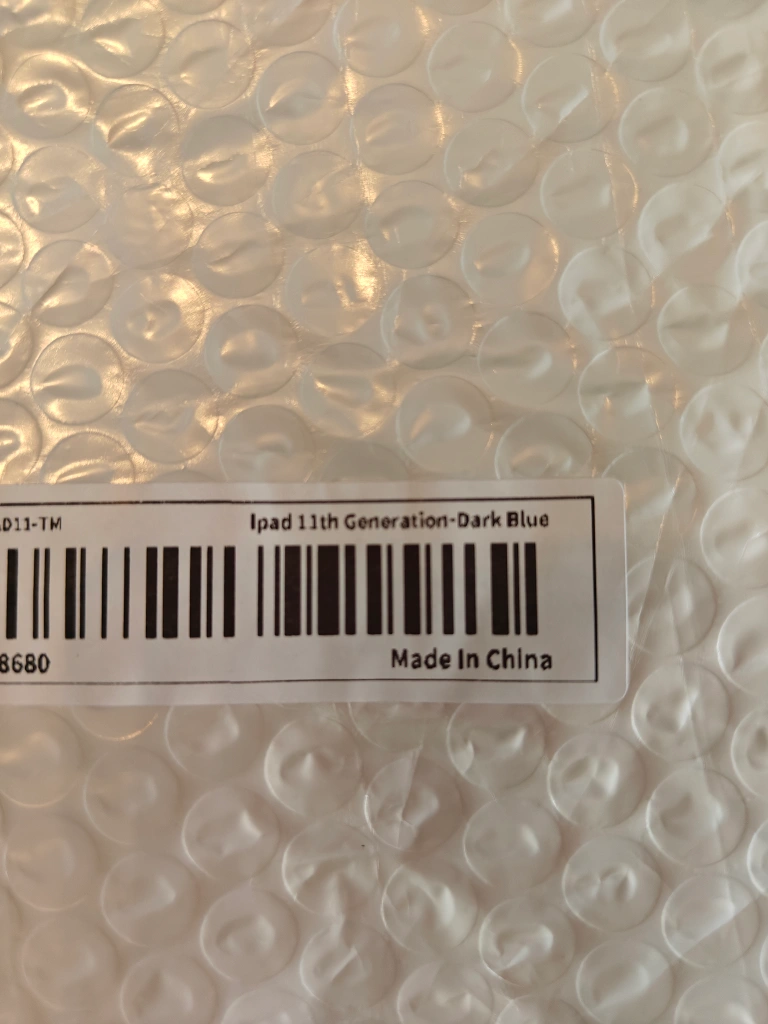 D11-TM
Ipad 11th Generation-Dark Blue
8680
Made In China